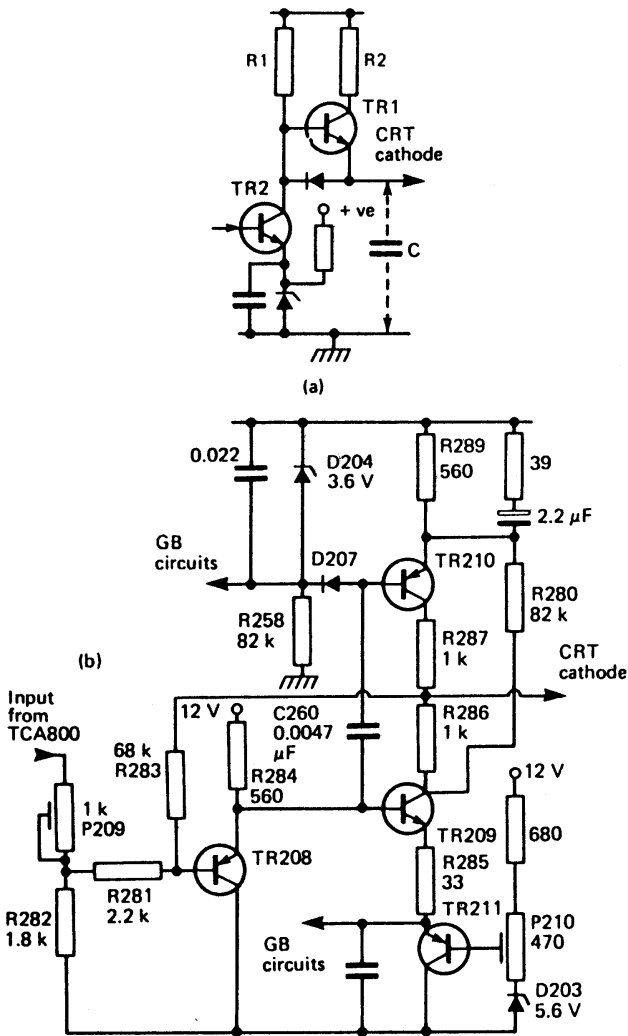 R1
R2
TR1
CRT
cathode
TR2
+ ve
C
(a)
0.022
D204
3.6 V
R289
560
39
2.2 µF
GB
circuits
D207
TR210
R280
82 k
R258
82 k
R287
1 k
(b)
CRT
cathode
Input
from
TCA800
12 V
C260
0.0047
µF
R286
1 k
68 k
R283
R284
560
12 V
1 k
P209
TR209
680
TR208
R285
33
R281
2.2 k
TR211
R282
1.8 k
P210
470
GB
circuits
D203
5.6 V